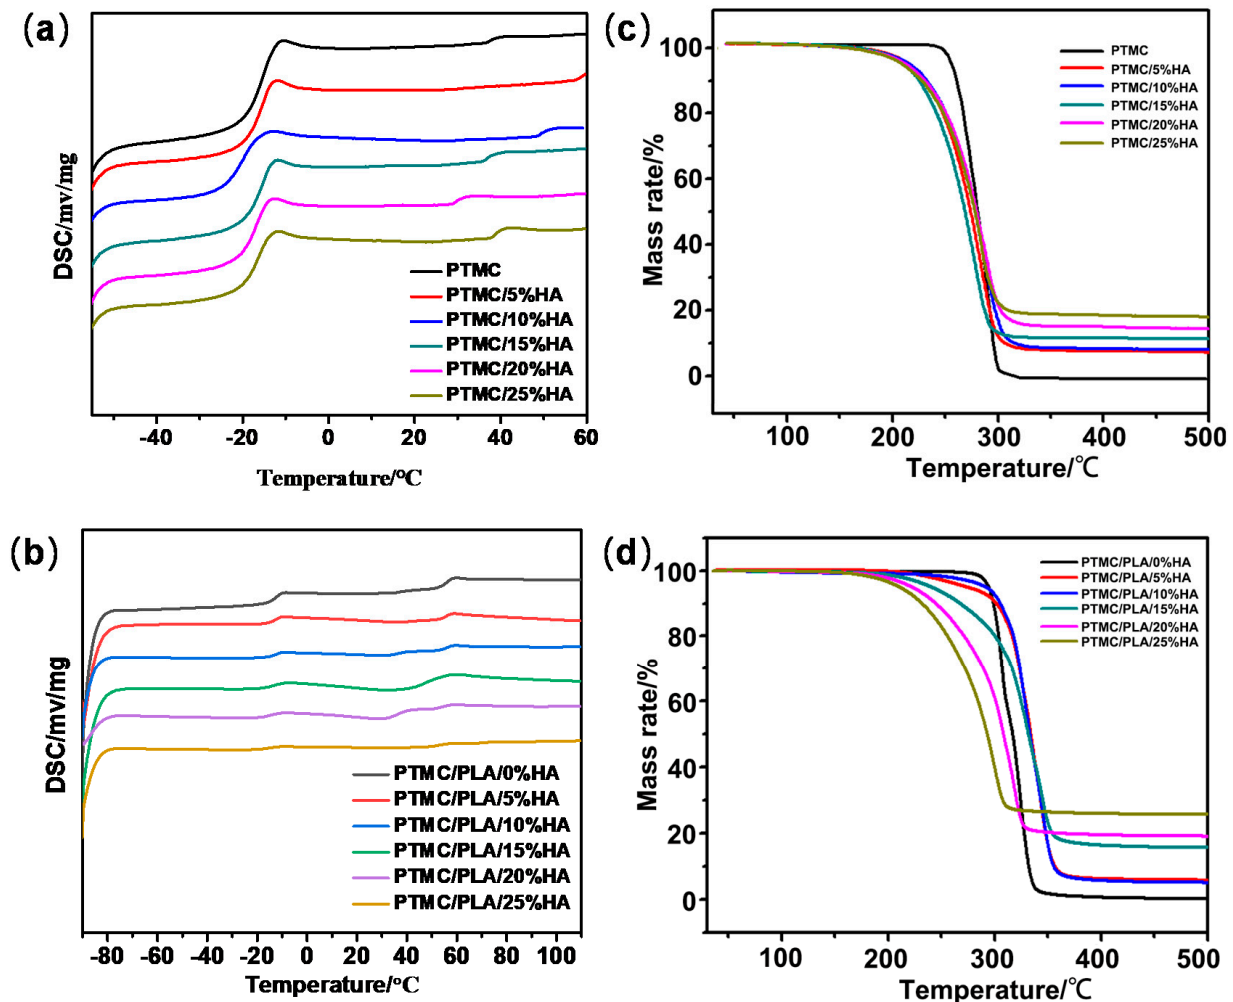 (a)
DSC/mv/mg
PTMC
PTMC/5%HA
PTMC/10%HA
PTMC/15%HA
PTMC/20%HA
PTMC/25%HA
-40 -20 0 20 40 60
Temperature/°C
(c)
Mass rate/%
100
80
60
40
20
0
PTMC
PTMC/5%HA
PTMC/10%HA
PTMC/15%HA
PTMC/20%HA
PTMC/25%HA
100 200 300 400 500
Temperature/℃
(b)
DSC/mv/mg
PTMC/PLA/0%HA
PTMC/PLA/5%HA
PTMC/PLA/10%HA
PTMC/PLA/15%HA
PTMC/PLA/20%HA
PTMC/PLA/25%HA
-80 -60 -40 -20 0 20 40 60 80 100
Temperature/°C
(d)
Mass rate/%
100
80
60
40
20
0
PTMC/PLA/0%HA
PTMC/PLA/5%HA
PTMC/PLA/10%HA
PTMC/PLA/15%HA
PTMC/PLA/20%HA
PTMC/PLA/25%HA
100 200 300 400 500
Temperature/℃